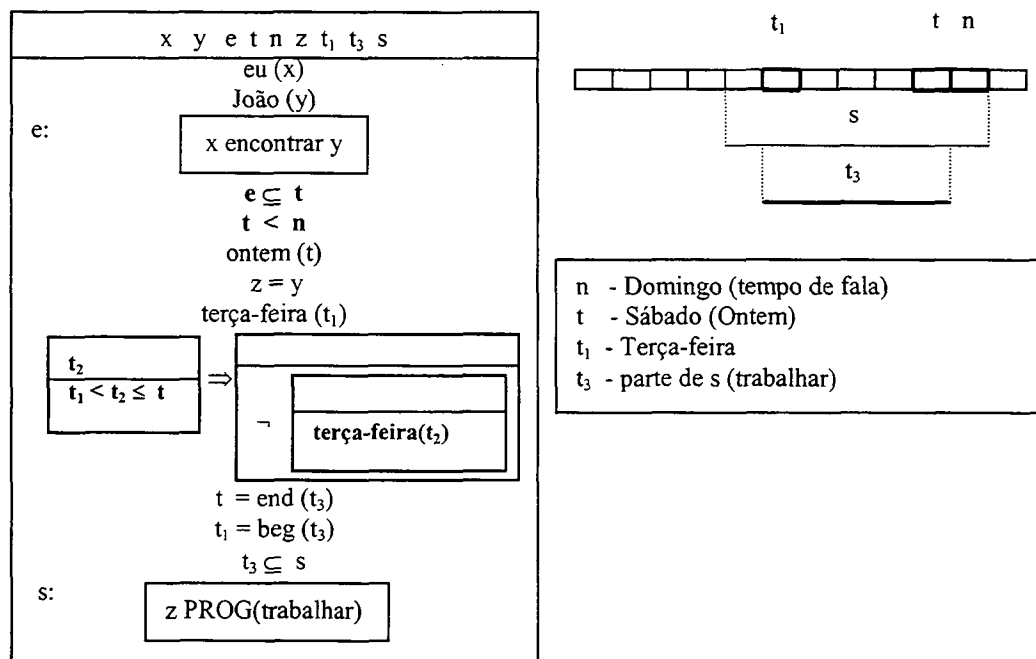 x y e t n z t₁ t₃ s
eu (x)
João (y)
e:
x encontrar y
e ⊆ t
t < n
ontem (t)
z = y
terça-feira (t₁)
t₂
t₁ < t₂ ≤ t
⇒
¬
terça-feira(t₂)
t = end (t₃)
t₁ = beg (t₃)
t₃ ⊆ s
s:
z PROG(trabalhar)
t₁ t n
s
t₃
n - Domingo (tempo de fala)
t - Sábado (Ontem)
t₁ - Terça-feira
t₃ - parte de s (trabalhar)